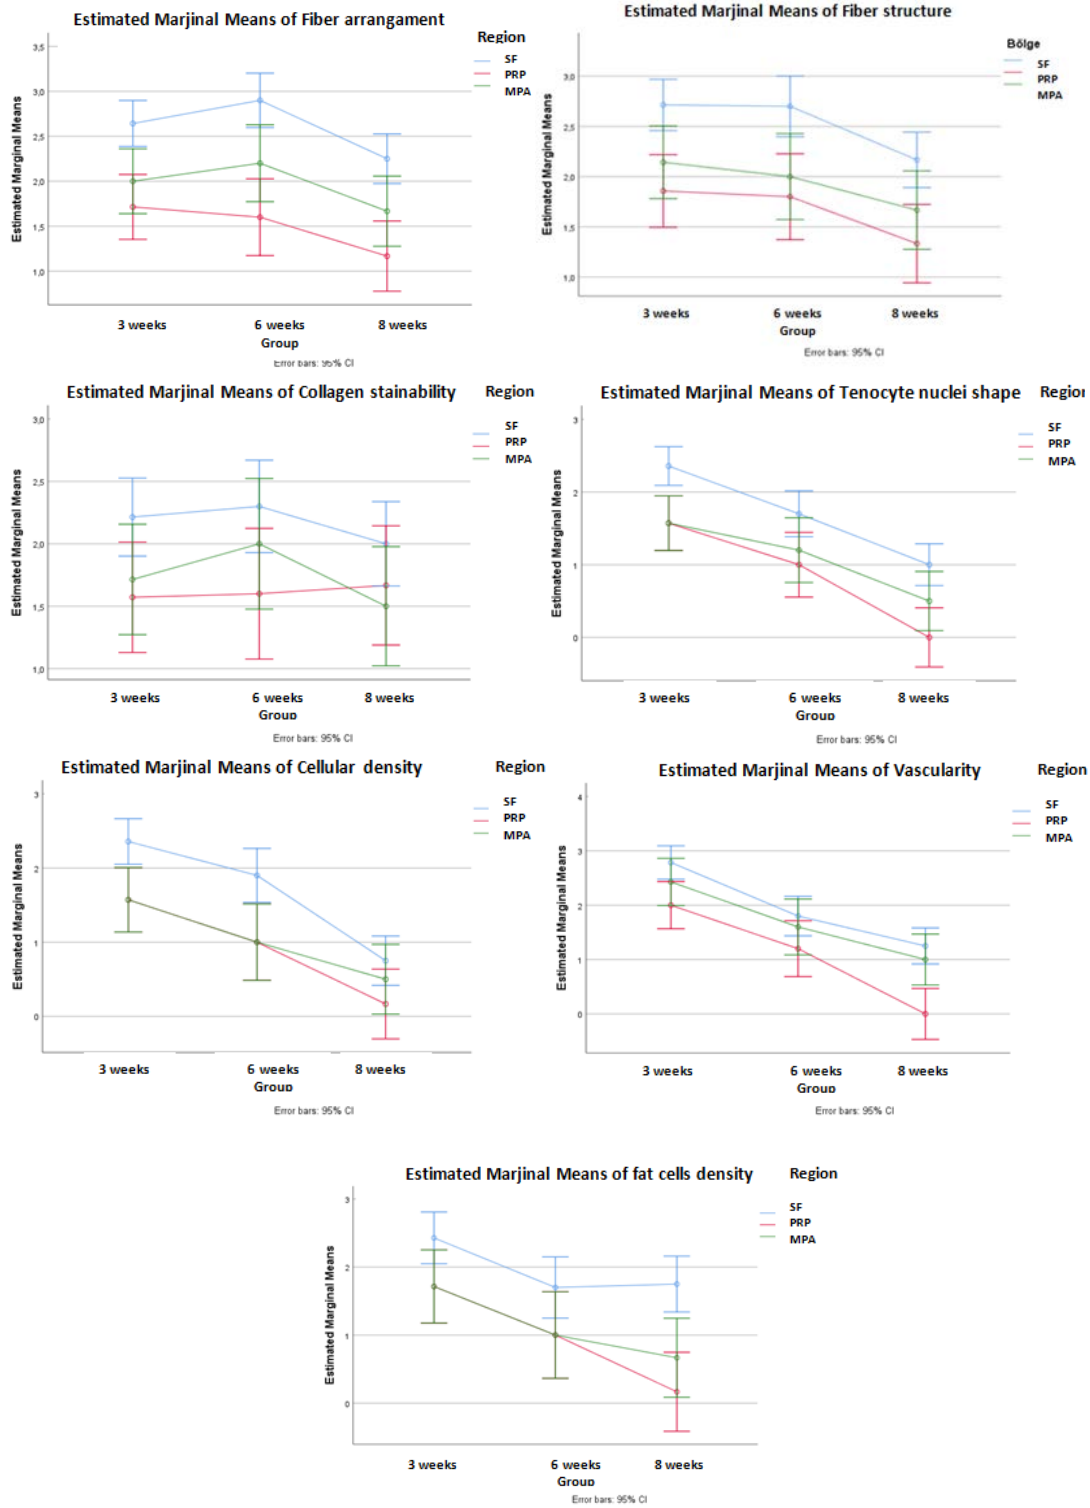 Estimated Marjinal Means of Fiber arrangament
Region
SF
PRP
MPA
Estimated Marginal Means
3,5
3,0
2,5
2,0
1,5
1,0
3 weeks
6 weeks
8 weeks
Group
Error bars: 95% CI
Estimated Marjinal Means of Fiber structure
Bölge
SF
PRP
MPA
Estimated Marginal Means
3,0
2,5
2,0
1,5
1,0
3 weeks
6 weeks
8 weeks
Group
Error bars: 95% CI
Estimated Marjinal Means of Collagen stainability
Region
SF
PRP
MPA
Estimated Marginal Means
3,0
2,5
2,0
1,5
1,0
3 weeks
6 weeks
8 weeks
Group
Error bars: 95% CI
Estimated Marjinal Means of Tenocyte nuclei shape
Region
SF
PRP
MPA
Estimated Marginal Means
3
2
1
0
3 weeks
6 weeks
8 weeks
Group
Error bars: 95% CI
Estimated Marjinal Means of Cellular density
Region
SF
PRP
MPA
Estimated Marginal Means
3
2
1
0
3 weeks
6 weeks
8 weeks
Group
Error bars: 95% CI
Estimated Marjinal Means of Vascularity
Region
SF
PRP
MPA
Estimated Marginal Means
4
3
2
1
0
3 weeks
6 weeks
8 weeks
Group
Error bars: 95% CI
Estimated Marjinal Means of fat cells density
Region
SF
PRP
MPA
Estimated Marginal Means
3
2
1
0
3 weeks
6 weeks
8 weeks
Group
Error bars: 95% CI